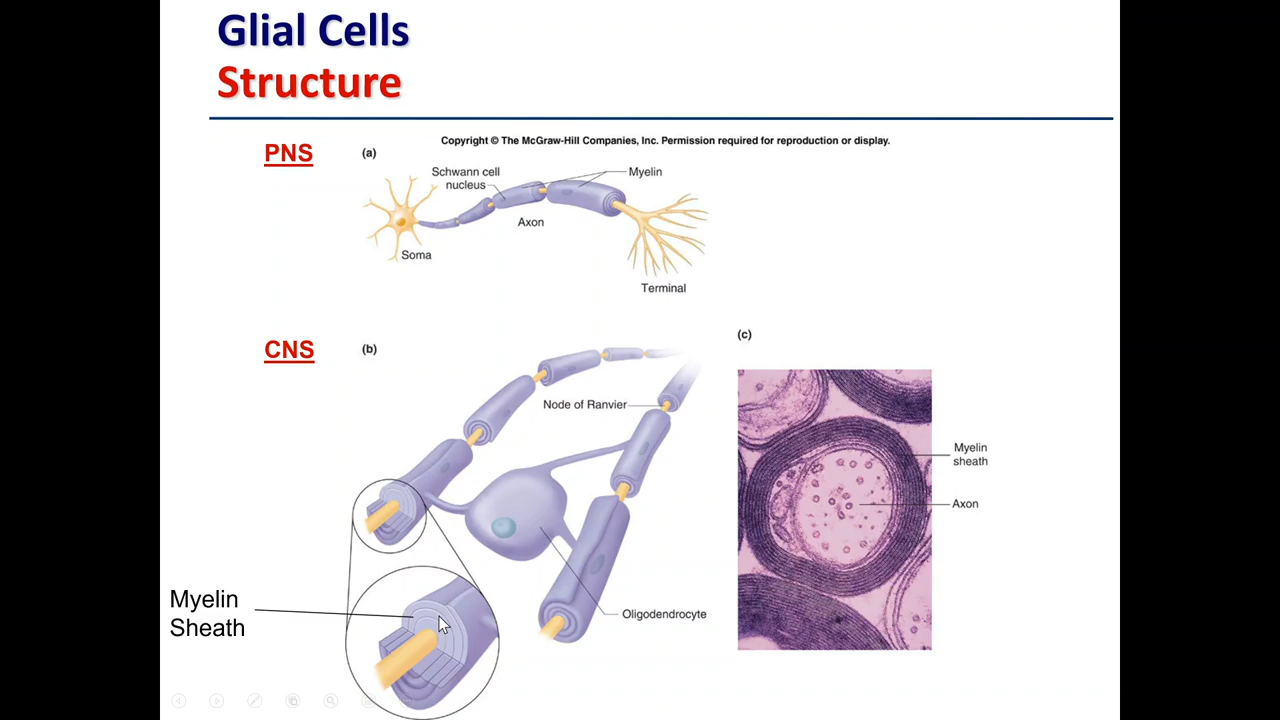 Glial Cells
Structure
Copyright © The McGraw-Hill Companies, Inc. Permission required for reproduction or display.
PNS
(a)
Schwann cell
nucleus
Myelin
Axon
Soma
Terminal
CNS
(b)
Node of Ranvier
Oligodendrocyte
Myelin
Sheath
(c)
Myelin
sheath
Axon